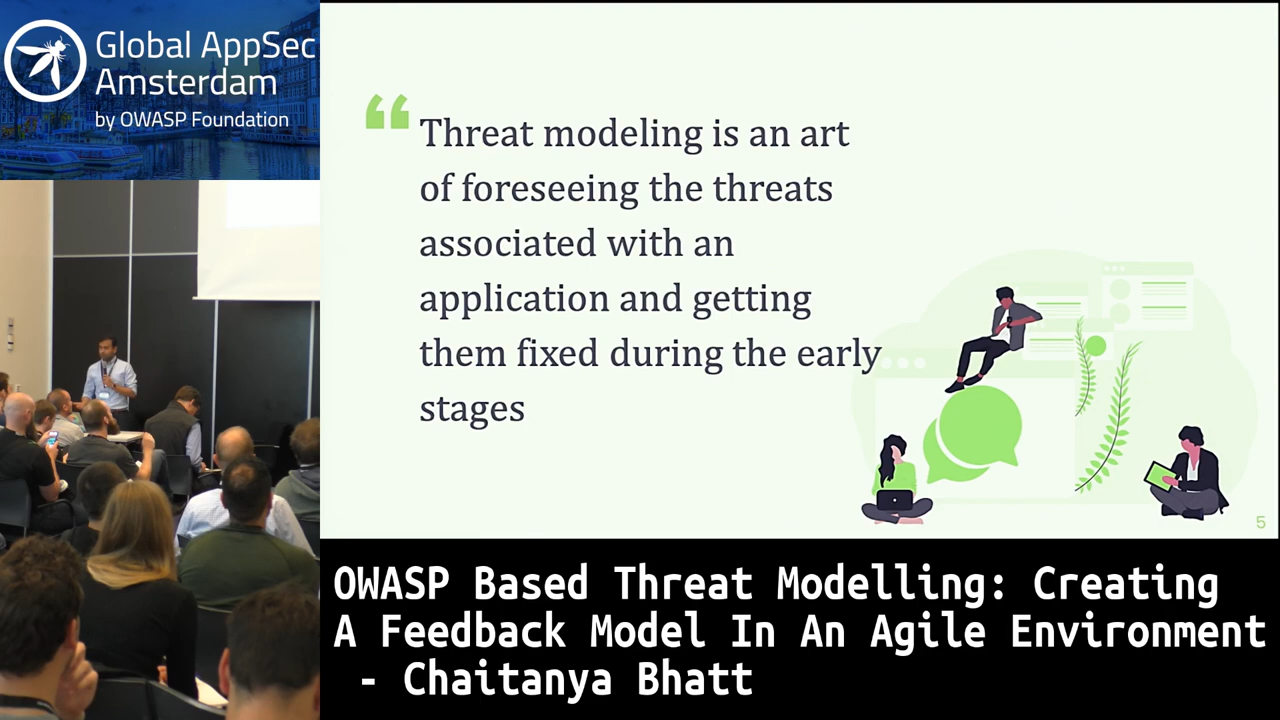 Global AppSec
Amsterdam
by OWASP Foundation
“ Threat modeling is an art
of foreseeing the threats
associated with an
application and getting
them fixed during the early
stages
5
OWASP Based Threat Modelling: Creating
A Feedback Model In An Agile Environment
- Chaitanya Bhatt